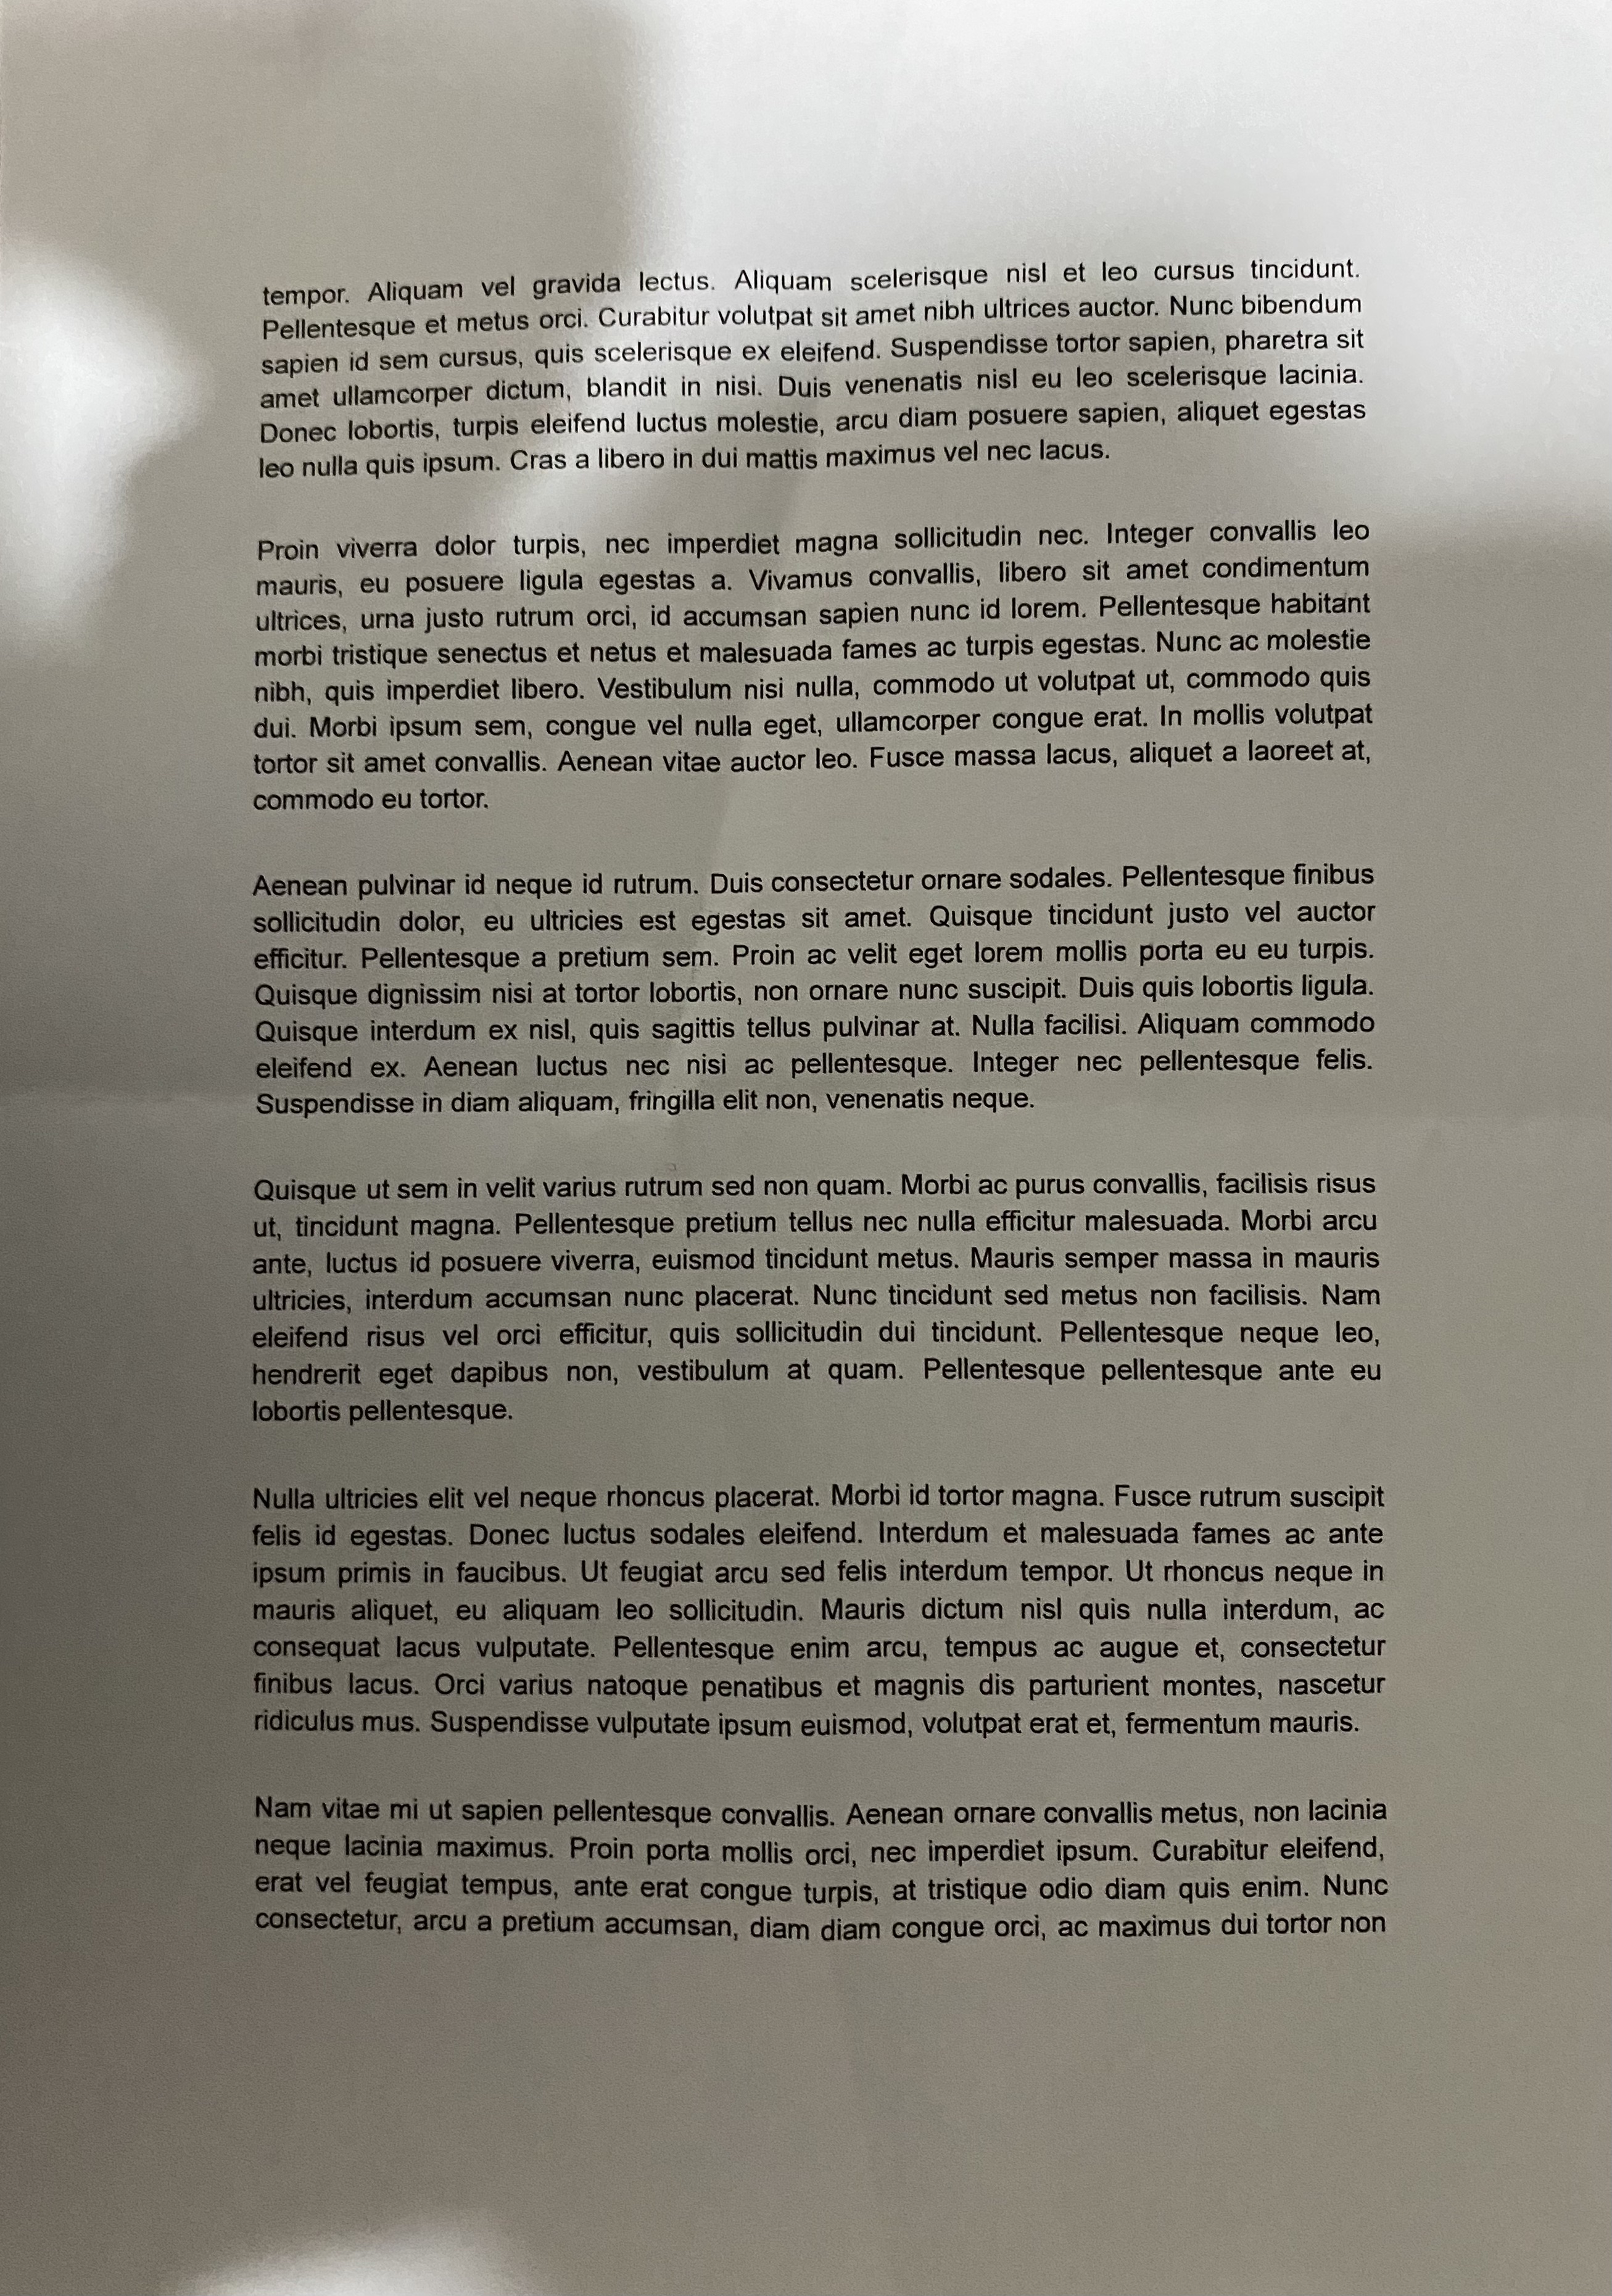 tempor. Aliquam vel gravida lectus. Aliquam scelerisque nisl et leo cursus tincidunt.
Pellentesque et metus orci. Curabitur volutpat sit amet nibh ultrices auctor. Nunc bibendum
sapien id sem cursus, quis scelerisque ex eleifend. Suspendisse tortor sapien, pharetra sit
amet ullamcorper dictum, blandit in nisi. Duis venenatis nisl eu leo scelerisque lacinia.
Donec lobortis, turpis eleifend luctus molestie, arcu diam posuere sapien, aliquet egestas
leo nulla quis ipsum. Cras a libero in dui mattis maximus vel nec lacus.
Proin viverra dolor turpis, nec imperdiet magna sollicitudin nec. Integer convallis leo
mauris, eu posuere ligula egestas a. Vivamus convallis, libero sit amet condimentum
ultrices, urna justo rutrum orci, id accumsan sapien nunc id lorem. Pellentesque habitant
morbi tristique senectus et netus et malesuada fames ac turpis egestas. Nunc ac molestie
nibh, quis imperdiet libero. Vestibulum nisi nulla, commodo ut volutpat ut, commodo quis
dui. Morbi ipsum sem, congue vel nulla eget, ullamcorper congue erat. In mollis volutpat
tortor sit amet convallis. Aenean vitae auctor leo. Fusce massa lacus, aliquet a laoreet at,
commodo eu tortor.
Aenean pulvinar id neque id rutrum. Duis consectetur ornare sodales. Pellentesque finibus
sollicitudin dolor, eu ultricies est egestas sit amet. Quisque tincidunt justo vel auctor
efficitur. Pellentesque a pretium sem. Proin ac velit eget lorem mollis porta eu eu turpis.
Quisque dignissim nisi at tortor lobortis, non ornare nunc suscipit. Duis quis lobortis ligula.
Quisque interdum ex nisl, quis sagittis tellus pulvinar at. Nulla facilisi. Aliquam commodo
eleifend ex. Aenean luctus nec nisi ac pellentesque. Integer nec pellentesque felis.
Suspendisse in diam aliquam, fringilla elit non, venenatis neque.
Quisque ut sem in velit varius rutrum sed non quam. Morbi ac purus convallis, facilisis risus
ut, tincidunt magna. Pellentesque pretium tellus nec nulla efficitur malesuada. Morbi arcu
ante, luctus id posuere viverra, euismod tincidunt metus. Mauris semper massa in mauris
ultricies, interdum accumsan nunc placerat. Nunc tincidunt sed metus non facilisis. Nam
eleifend risus vel orci efficitur, quis sollicitudin dui tincidunt. Pellentesque neque leo,
hendrerit eget dapibus non, vestibulum at quam. Pellentesque pellentesque ante eu
lobortis pellentesque.
Nulla ultricies elit vel neque rhoncus placerat. Morbi id tortor magna. Fusce rutrum suscipit
felis id egestas. Donec luctus sodales eleifend. Interdum et malesuada fames ac ante
ipsum primis in faucibus. Ut feugiat arcu sed felis interdum tempor. Ut rhoncus neque in
mauris aliquet, eu aliquam leo sollicitudin. Mauris dictum nisl quis nulla interdum, ac
consequat lacus vulputate. Pellentesque enim arcu, tempus ac augue et, consectetur
finibus lacus. Orci varius natoque penatibus et magnis dis parturient montes, nascetur
ridiculus mus. Suspendisse vulputate ipsum euismod, volutpat erat et, fermentum mauris.
Nam vitae mi ut sapien pellentesque convallis. Aenean ornare convallis metus, non lacinia
neque lacinia maximus. Proin porta mollis orci, nec imperdiet ipsum. Curabitur eleifend,
erat vel feugiat tempus, ante erat congue turpis, at tristique odio diam quis enim. Nunc
consectetur, arcu a pretium accumsan, diam diam congue orci, ac maximus dui tortor non